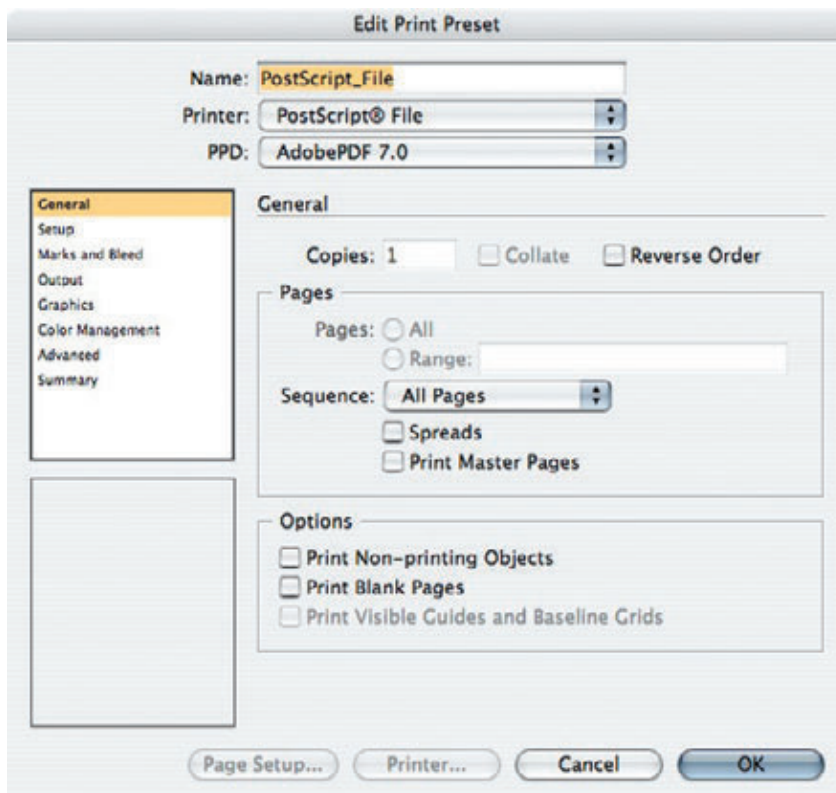 Edit Print Preset
Name: PostScript_File
Printer: PostScript® File
PPD: AdobePDF 7.0
General
Setup
Marks and Bleed
Output
Graphics
Color Management
Advanced
Summary
General
Copies: 1 Collate Reverse Order
Pages
Pages: All
Range:
Sequence: All Pages
Spreads
Print Master Pages
Options
Print Non-printing Objects
Print Blank Pages
Print Visible Guides and Baseline Grids
Page Setup... Printer... Cancel OK